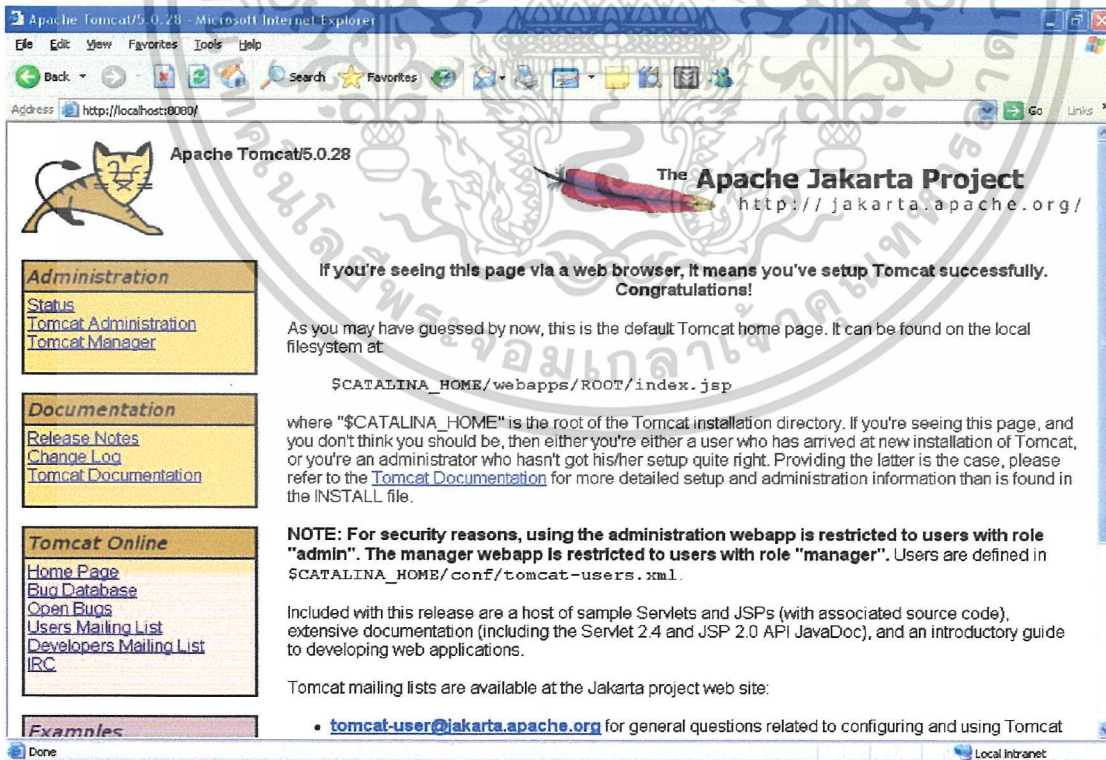 Apache Tomcat/5.0.28 - Microsoft Internet Explorer
File Edit View Favorites Tools Help
Back Search Favorites
Address http://localhost:8080/ Go Links
Apache Tomcat/5.0.28
The Apache Jakarta Project
http://jakarta.apache.org/
Administration
Status
Tomcat Administration
Tomcat Manager
Documentation
Release Notes
Change Log
Tomcat Documentation
Tomcat Online
Home Page
Bug Database
Open Bugs
Users Mailing List
Developers Mailing List
IRC
Examples
If you're seeing this page via a web browser, it means you've setup Tomcat successfully.
Congratulations!
As you may have guessed by now, this is the default Tomcat home page. It can be found on the local
filesystem at:
$CATALINA_HOME/webapps/ROOT/index.jsp
where "$CATALINA_HOME" is the root of the Tomcat installation directory. If you're seeing this page, and
you don't think you should be, then either you're either a user who has arrived at new installation of Tomcat,
or you're an administrator who hasn't got his/her setup quite right. Providing the latter is the case, please
refer to the Tomcat Documentation for more detailed setup and administration information than is found in
the INSTALL file.
NOTE: For security reasons, using the administration webapp is restricted to users with role
"admin". The manager webapp is restricted to users with role "manager". Users are defined in
$CATALINA_HOME/conf/tomcat-users.xml.
Included with this release are a host of sample Servlets and JSPs (with associated source code),
extensive documentation (including the Servlet 2.4 and JSP 2.0 API JavaDoc), and an introductory guide
to developing web applications.
Tomcat mailing lists are available at the Jakarta project web site:
• tomcat-user@jakarta.apache.org for general questions related to configuring and using Tomcat
Done
Local intranet